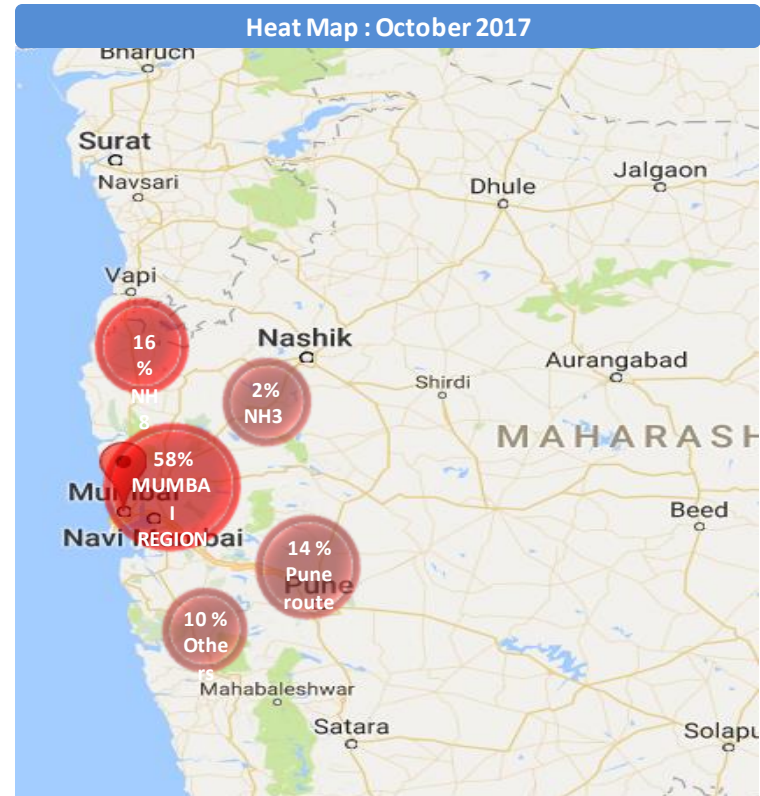 Heat Map : October 2017
Bharuch
Surat
Navsari
Dhule
Jalgaon
Vapi
16
%
NH
8
Nashik
2%
NH3
Shirdi
Aurangabad
MAHARASH
58%
MUMBA
I
REGION
Mumbai
Navi Mumbai
Beed
14 %
Pune
route
Pune
10 %
Othe
rs
Mahabaleshwar
Satara
Solapu